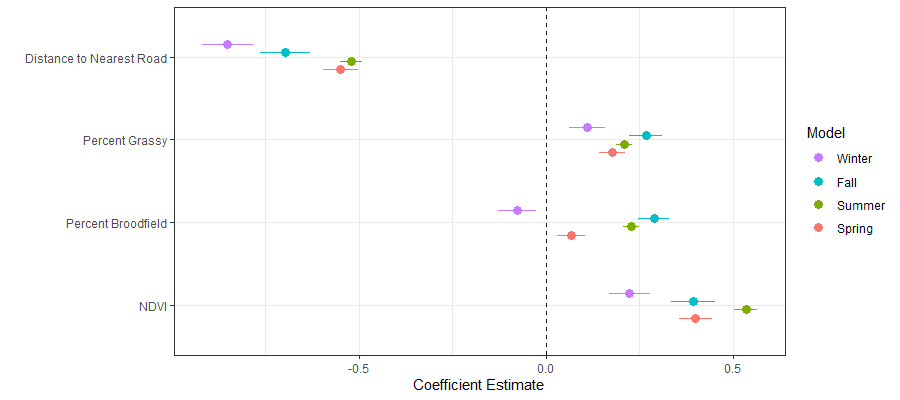 Distance to Nearest Road
Percent Grassy
Percent Broodfield
NDVI
-0.5
0.0
0.5
Coefficient Estimate
Model
Winter
Fall
Summer
Spring